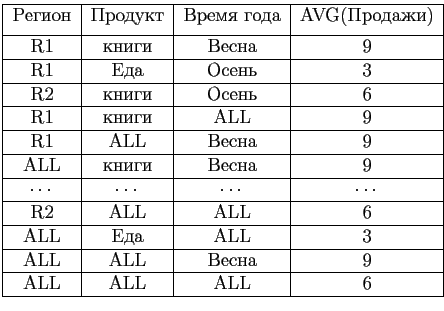 Регион Продукт Время года AVG(Продажи)
R1 книги Весна 9
R1 Еда Осень 3
R2 книги Осень 6
R1 книги ALL 9
R1 ALL Весна 9
ALL книги Весна 9
... ... ... ...
R2 ALL ALL 6
ALL Еда ALL 3
ALL ALL Весна 9
ALL ALL ALL 6